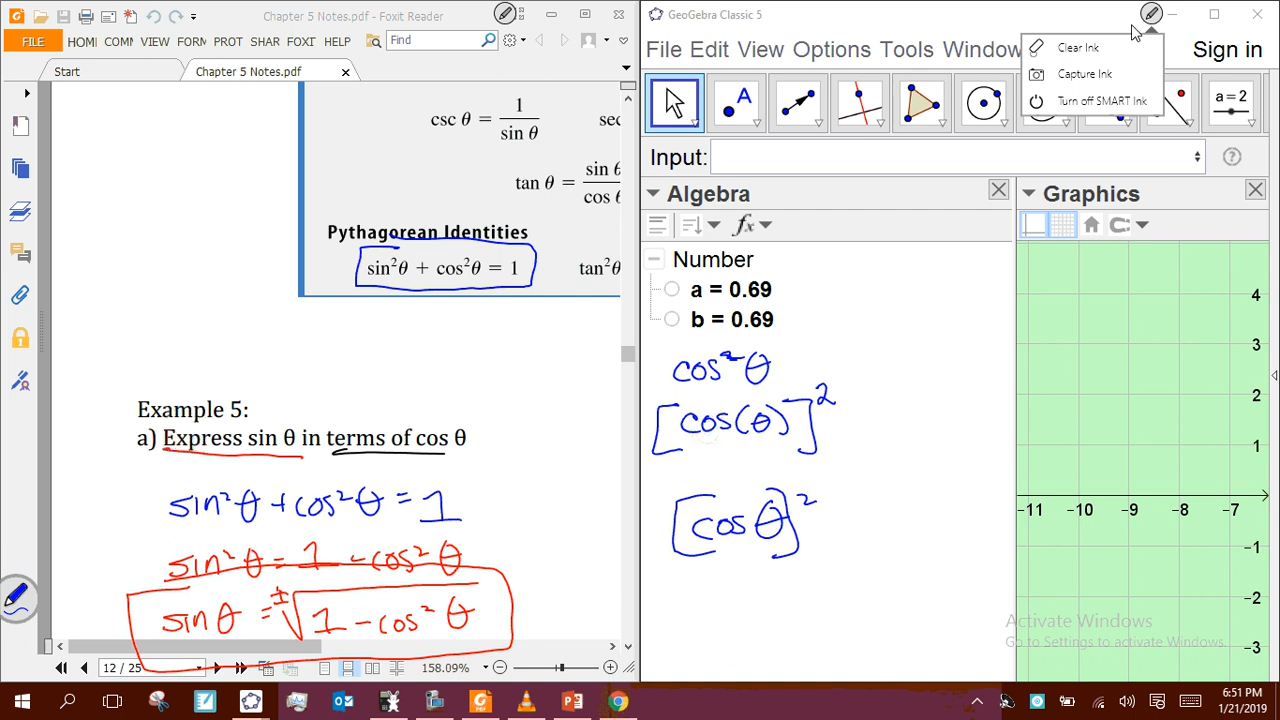 Chapter 5 Notes.pdf - Foxit Reader
FILE HOME COMM VIEW FORM PROT SHAR FOXIT HELP Find
Start Chapter 5 Notes.pdf
csc θ = 1 / sin θ sec
tan θ = sin θ / cos θ
Pythagorean Identities
sin²θ + cos²θ = 1 tan²θ
Example 5:
a) Express sin θ in terms of cos θ
sin²θ + cos²θ = 1
sin²θ = 1 - cos²θ
sin θ = ±√1 - cos²θ
12 / 25 158.09%
GeoGebra Classic 5
File Edit View Options Tools Window Sign in
Clear Ink
Capture Ink
Turn off SMART Ink
A a = 2
Input:
Algebra
fx
Number
a = 0.69
b = 0.69
cos²θ
[cos(θ)]²
[cos θ]²
Graphics
4
3
2
1
-11 -10 -9 -8 -7
-1
-2
-3
Activate Windows
Go to Settings to activate Windows.
6:51 PM
1/21/2019